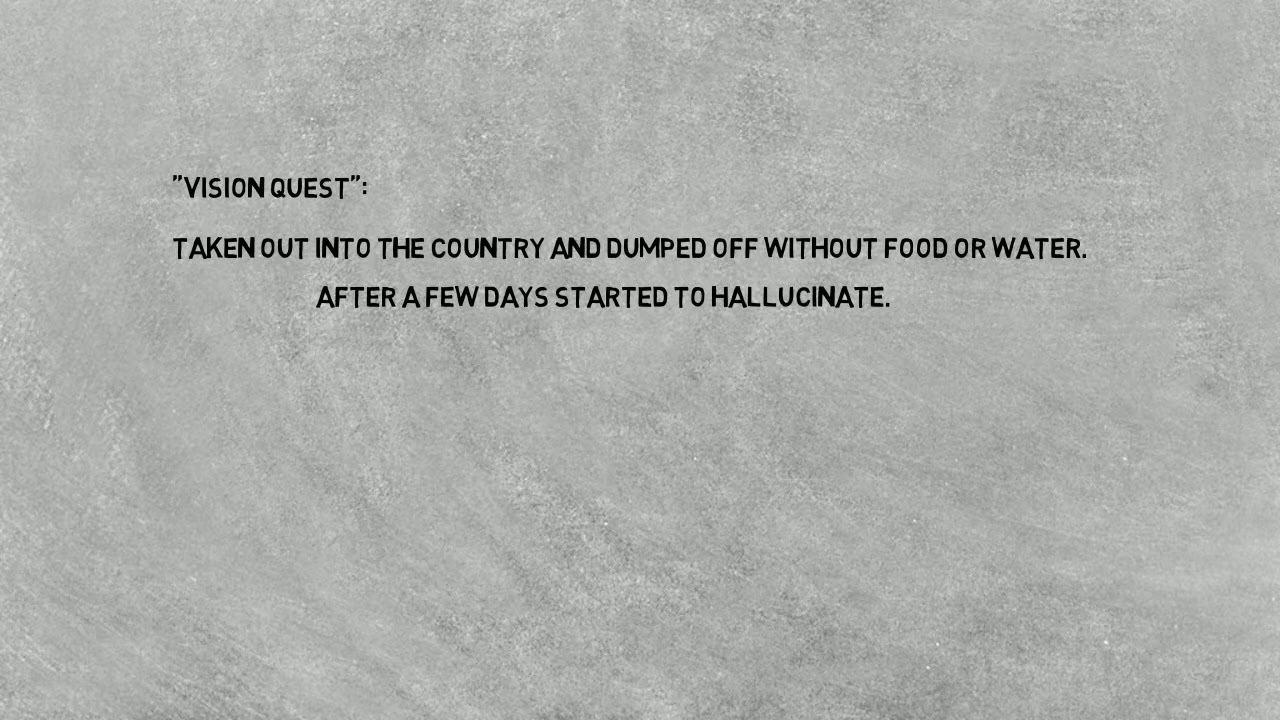 "VISION QUEST":
TAKEN OUT INTO THE COUNTRY AND DUMPED OFF WITHOUT FOOD OR WATER.
AFTER A FEW DAYS STARTED TO HALLUCINATE.